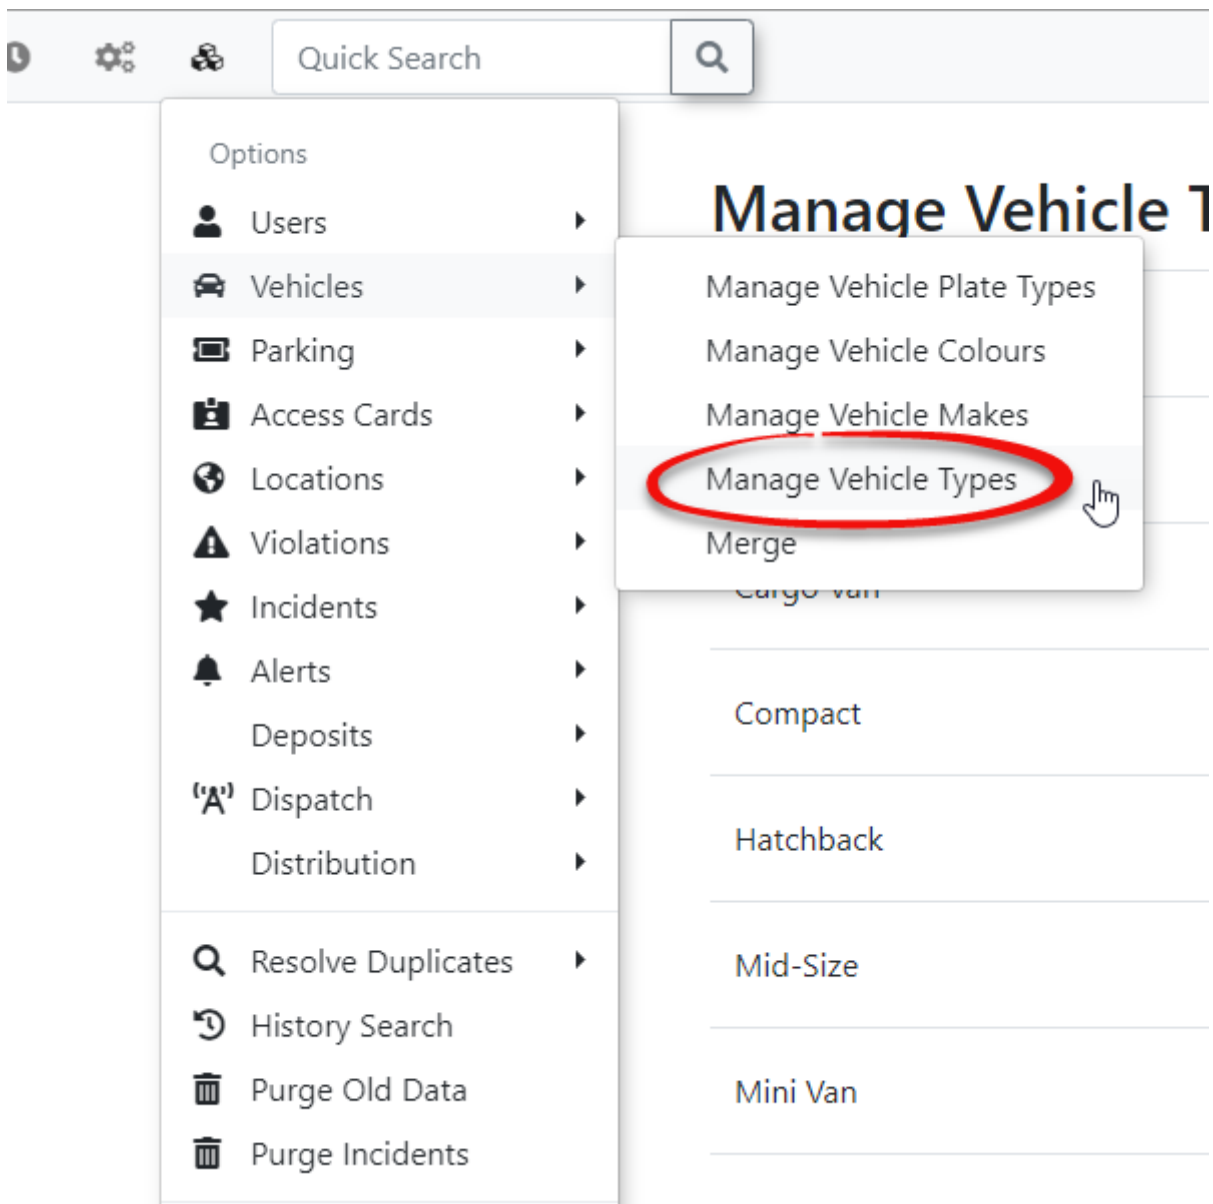 Quick Search
Options
Users
Vehicles
Parking
Access Cards
Locations
Violations
Incidents
Alerts
Deposits
Dispatch
Distribution
Resolve Duplicates
History Search
Purge Old Data
Purge Incidents
Manage Vehicle
Manage Vehicle Plate Types
Manage Vehicle Colours
Manage Vehicle Makes
Manage Vehicle Types
Merge
Cargo Van
Compact
Hatchback
Mid-Size
Mini Van